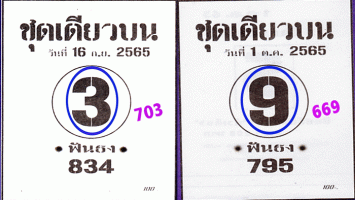 ชุดเดียวบน
วันที่ 16 ก.ย. 2565
3
703
• ฟันธง •
834
100
ชุดเดียวบน
วันที่ 1 ต.ค. 2565
9
669
• ฟันธง •
795
100